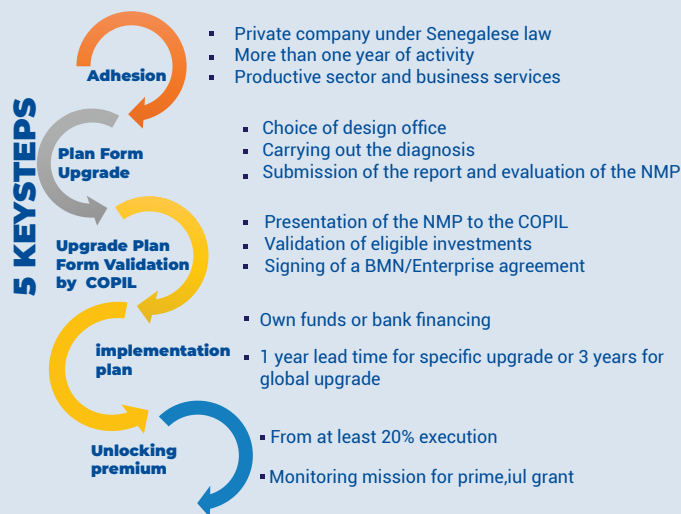 5 KEYSTEPS
Adhesion
Private company under Senegalese law
More than one year of activity
Productive sector and business services
Plan Form
Upgrade
Choice of design office
Carrying out the diagnosis
Submission of the report and evaluation of the NMP
Upgrade Plan
Form Validation
by COPIL
Presentation of the NMP to the COPIL
Validation of eligible investments
Signing of a BMN/Enterprise agreement
implementation
plan
Own funds or bank financing
1 year lead time for specific upgrade or 3 years for
global upgrade
Unlocking
premium
From at least 20% execution
Monitoring mission for prime,iul grant